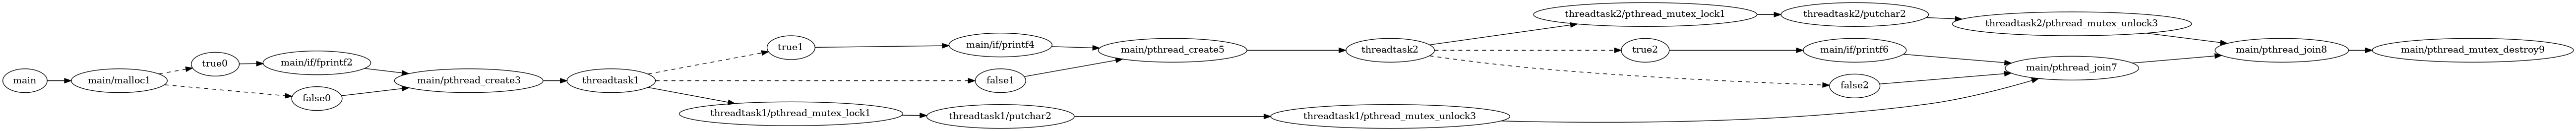 main
main/malloc1
true0
false0
main/if/fprintf2
main/pthread_create3
threadtask1
true1
false1
threadtask1/pthread_mutex_lock1
main/if/printf4
threadtask1/putchar2
main/pthread_create5
threadtask1/pthread_mutex_unlock3
threadtask2
threadtask2/pthread_mutex_lock1
true2
false2
threadtask2/putchar2
main/if/printf6
threadtask2/pthread_mutex_unlock3
main/pthread_join7
main/pthread_join8
main/pthread_mutex_destroy9